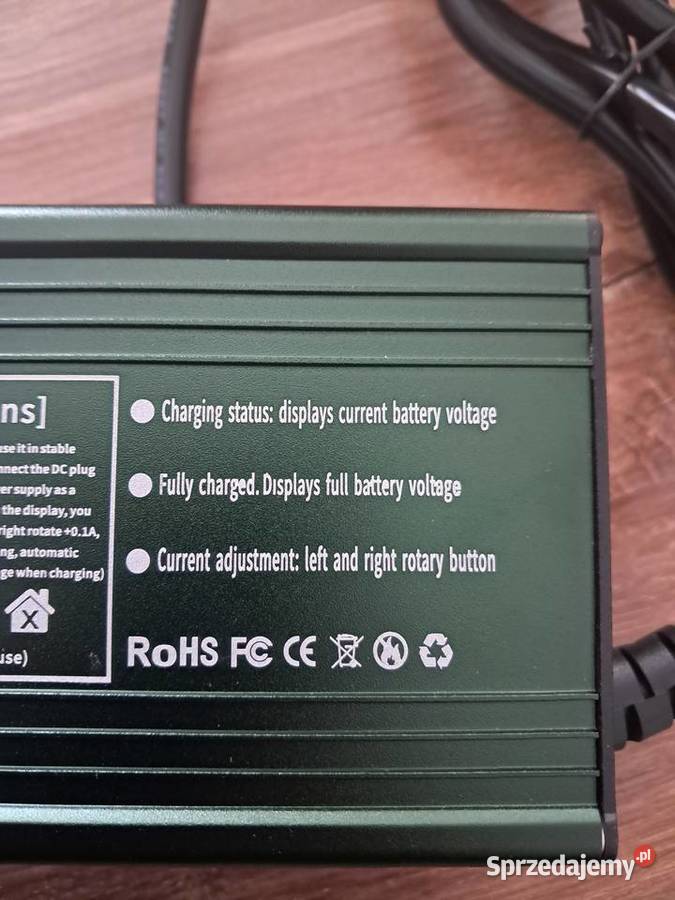 ns]
use it in stable
nnect the DC plug
er supply as a
the display, you
right rotate +0.1A,
ng, automatic
ge when charging)
X
use)
Charging status: displays current battery voltage
Fully charged. Displays full battery voltage
Current adjustment: left and right rotary button
RoHS FC CE
Sprzedajemy.pl